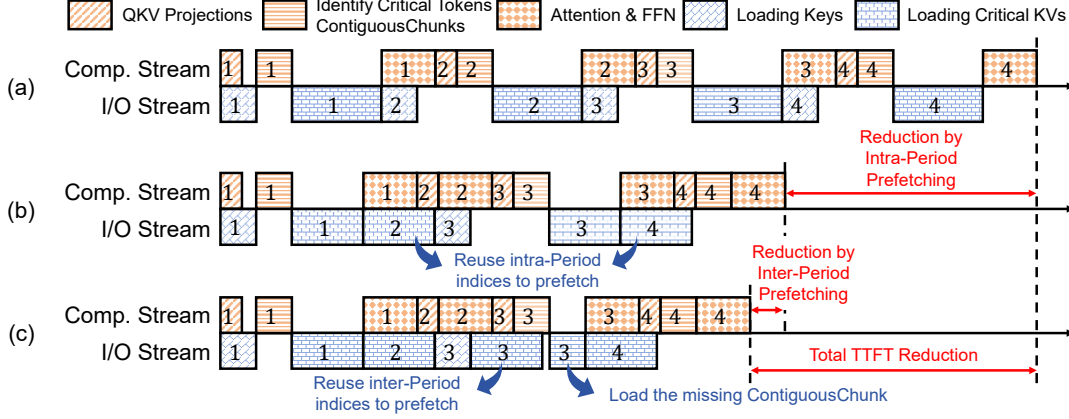 QKV Projections
Identify Critical Tokens
ContiguousChunks
Attention & FFN
Loading Keys
Loading Critical KVs
(a)
Comp. Stream
1 1 1 2 2 2 3 3 3 4 4 4
I/O Stream
1 1 2 2 3 3 4 4
Reduction by
Intra-Period
Prefetching
(b)
Comp. Stream
1 1 1 2 2 3 3 3 4 4 4
I/O Stream
1 1 2 3 3 4
Reuse intra-Period
indices to prefetch
Reduction by
Inter-Period
Prefetching
(c)
Comp. Stream
1 1 1 2 2 3 3 3 4 4 4
I/O Stream
1 1 2 3 3 3 4
Total TTFT Reduction
Reuse inter-Period
indices to prefetch
Load the missing ContiguousChunk